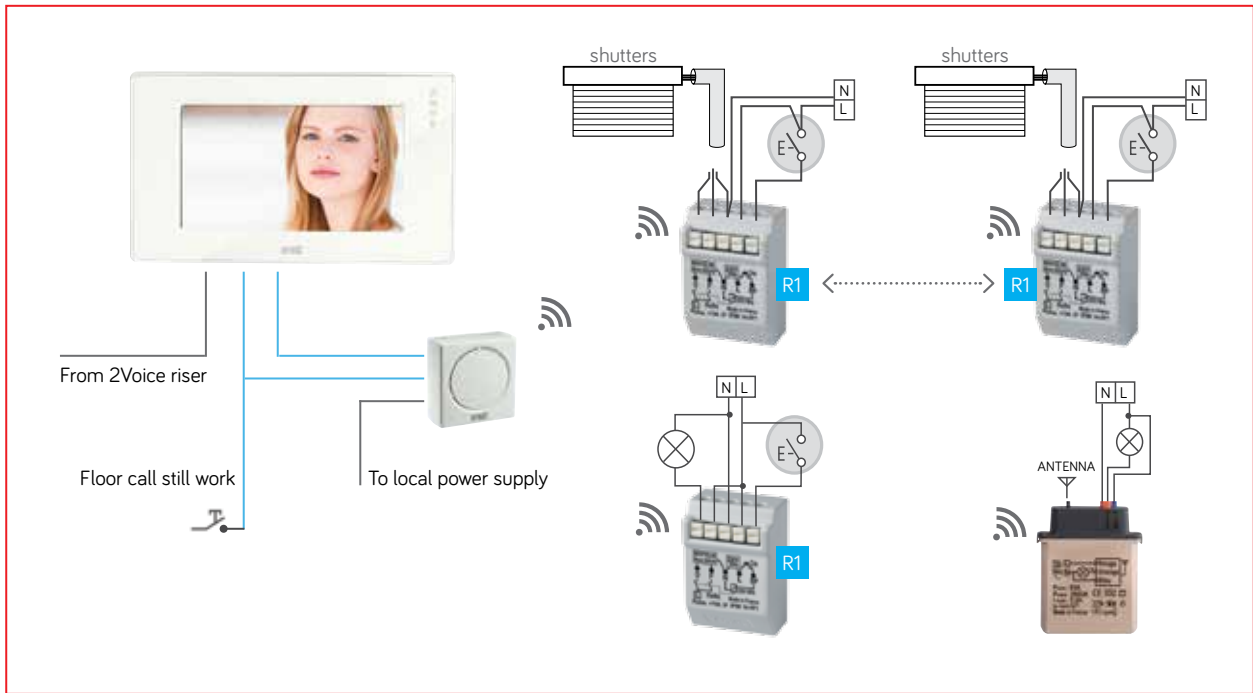 shutters
shutters
N
L
N
L
E
E
R1
R1
From 2Voice riser
N L
N L
E
ANTENNA
Floor call still work
To local power supply
R1